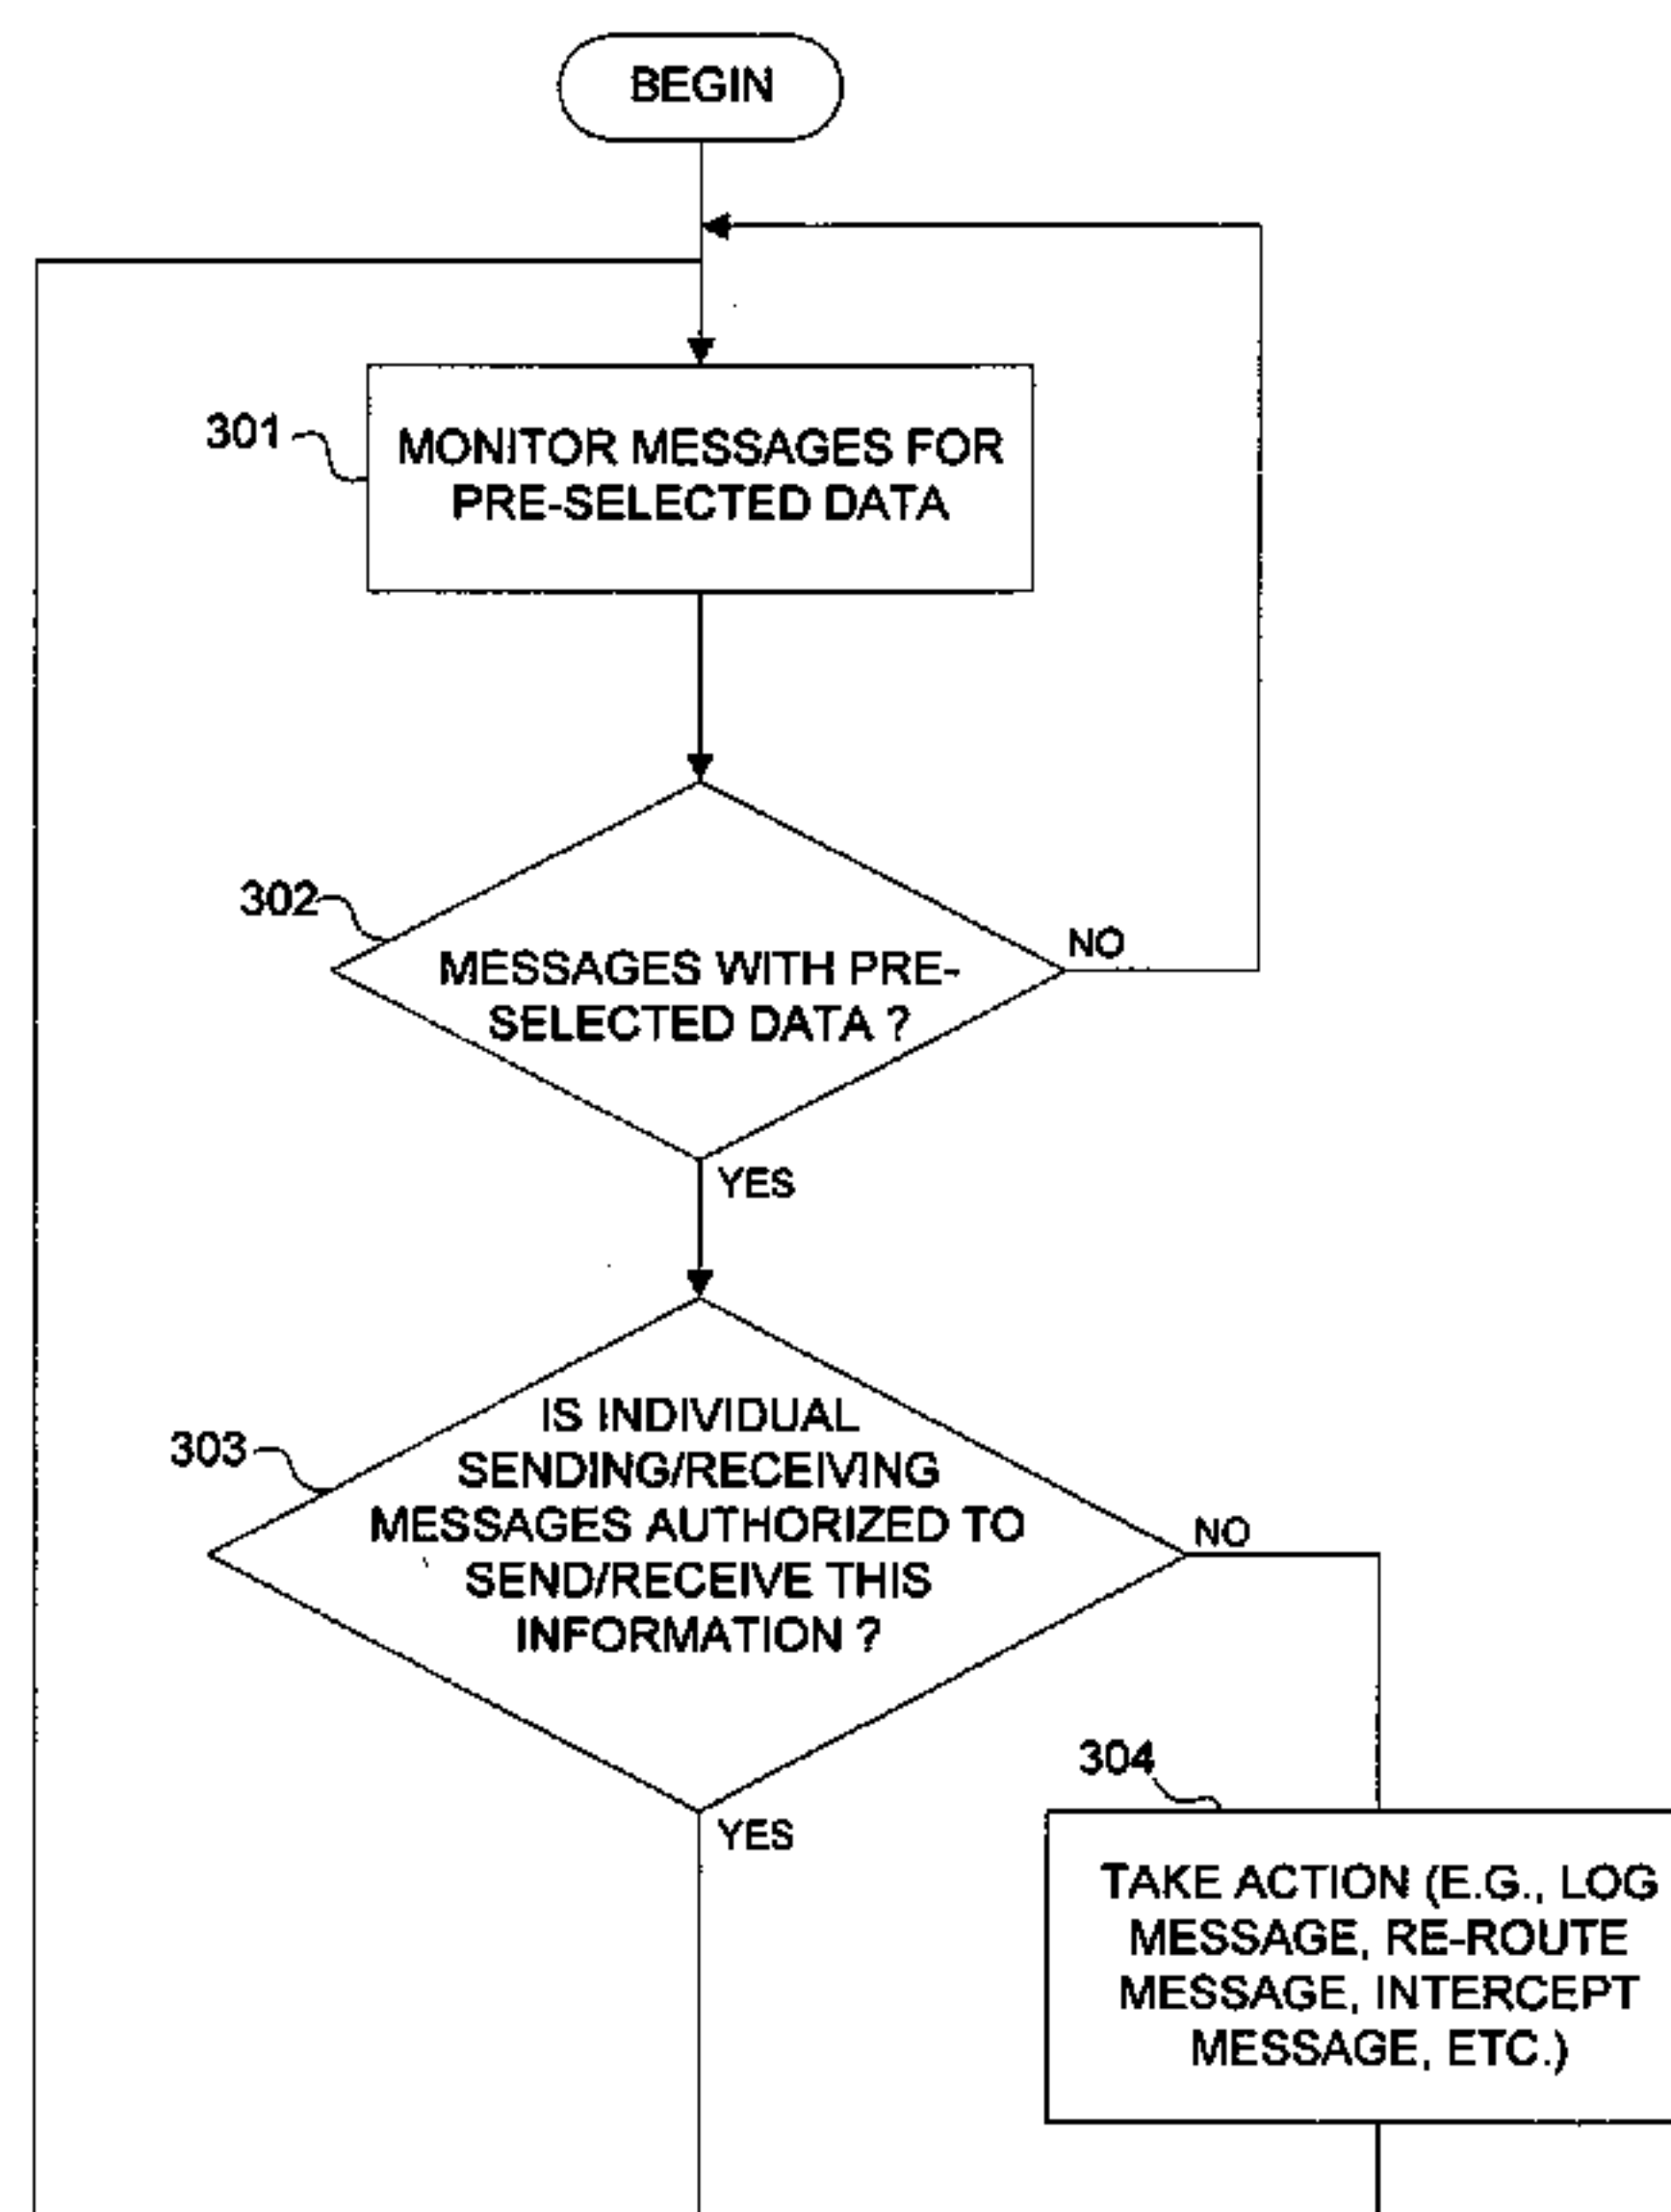 BEGIN
301
MONITOR MESSAGES FOR
PRE-SELECTED DATA
302
MESSAGES WITH PRE-
SELECTED DATA ?
NO
YES
303
IS INDIVIDUAL
SENDING/RECEIVING
MESSAGES AUTHORIZED TO
SEND/RECEIVE THIS
INFORMATION ?
NO
YES
304
TAKE ACTION (E.G., LOG
MESSAGE, RE-ROUTE
MESSAGE, INTERCEPT
MESSAGE, ETC.)